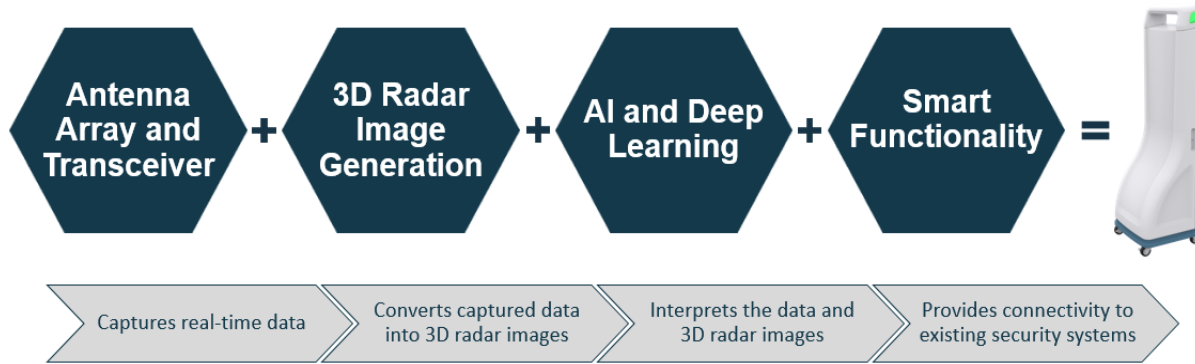 Antenna
Array and
Transceiver
+
3D Radar
Image
Generation
+
AI and Deep
Learning
+
Smart
Functionality
=
Captures real-time data
Converts captured data
into 3D radar images
Interprets the data and
3D radar images
Provides connectivity to
existing security systems